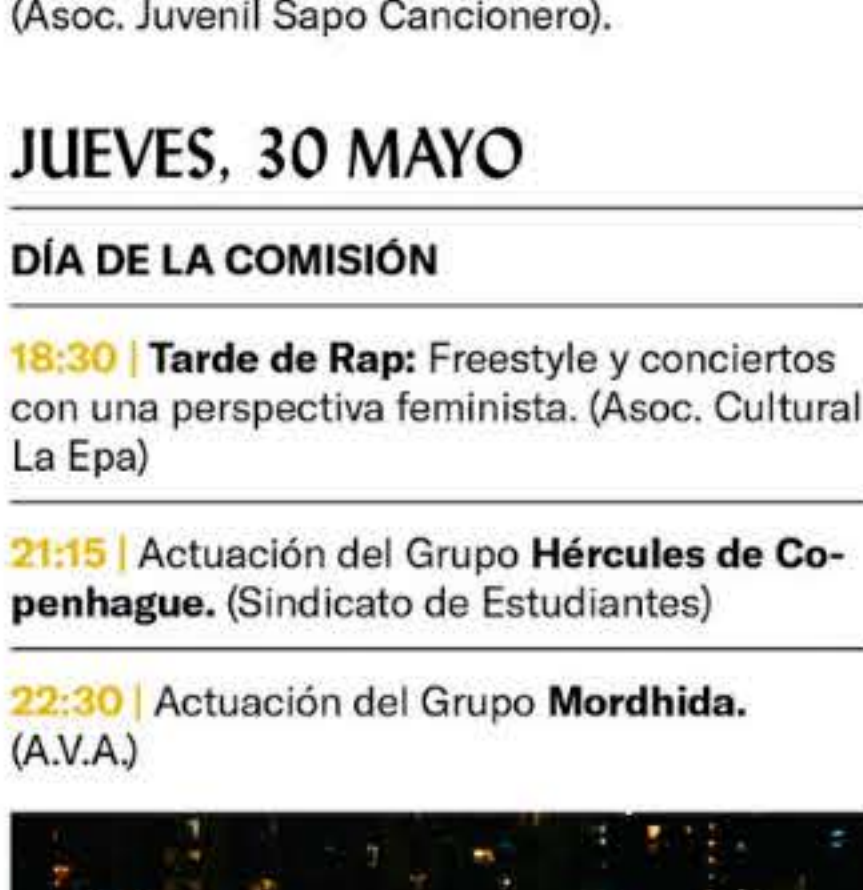 (Asoc. Juvenil Sapo Cancionero).
JUEVES, 30 MAYO
DÍA DE LA COMISIÓN
18:30 | Tarde de Rap: Freestyle y conciertos
con una perspectiva feminista. (Asoc. Cultural
La Epa)
21:15 | Actuación del Grupo Hércules de Co-
penhague. (Sindicato de Estudiantes)
22:30 | Actuación del Grupo Mordhida.
(A.V.A.)